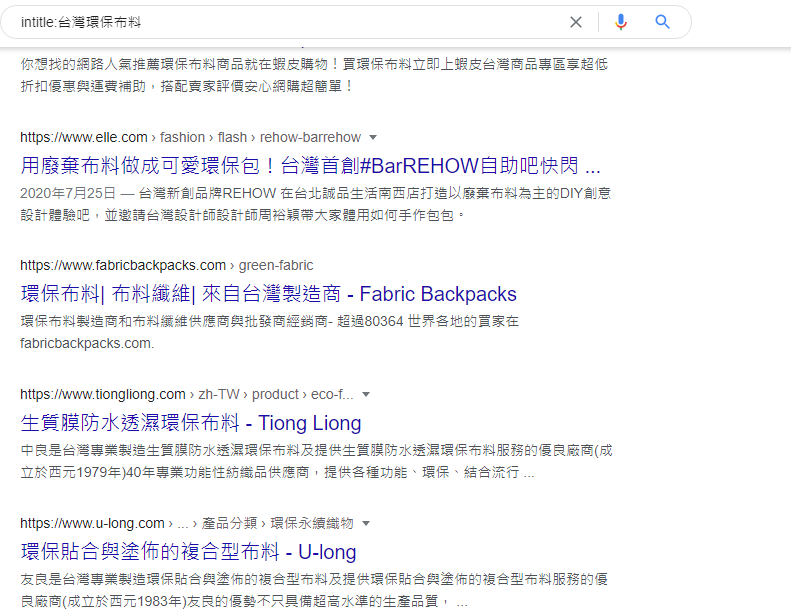 intitle:台灣環保布料
你想找的網路人氣推薦環保布料商品就在蝦皮購物！買環保布料立即上蝦皮台灣商品專區享超低
折扣優惠與運費補助，搭配賣家評價安心網購超簡單！
https://www.elle.com › fashion › flash › rehow-barrehow
用廢棄布料做成可愛環保包！台灣首創#BarREHOW自助吧快閃 ...
2020年7月25日 — 台灣新創品牌REHOW 在台北誠品生活南西店打造以廢棄布料為主的DIY創意
設計體驗吧，並邀請台灣設計師設計師周裕穎帶大家體用如何手作包包。
https://www.fabricbackpacks.com › green-fabric
環保布料| 布料纖維| 來自台灣製造商 - Fabric Backpacks
環保布料製造商和布料纖維供應商與批發商經銷商- 超過80364 世界各地的買家在
fabricbackpacks.com.
https://www.tiongliong.com › zh-TW › product › eco-f...
生質膜防水透濕環保布料 - Tiong Liong
中良是台灣專業製造生質膜防水透濕環保布料及提供生質膜防水透濕環保布料服務的優良廠商(成
立於西元1979年)40年專業功能性紡織品供應商，提供各種功能、環保、結合流行 ...
https://www.u-long.com › ... › 產品分類 › 環保永續織物
環保貼合與塗佈的複合型布料 - U-long
友良是台灣專業製造環保貼合與塗佈的複合型布料及提供環保貼合與塗佈的複合型布料服務的優
良廠商(成立於西元1983年)友良的優勢不只具備超高水準的生產品質， ...